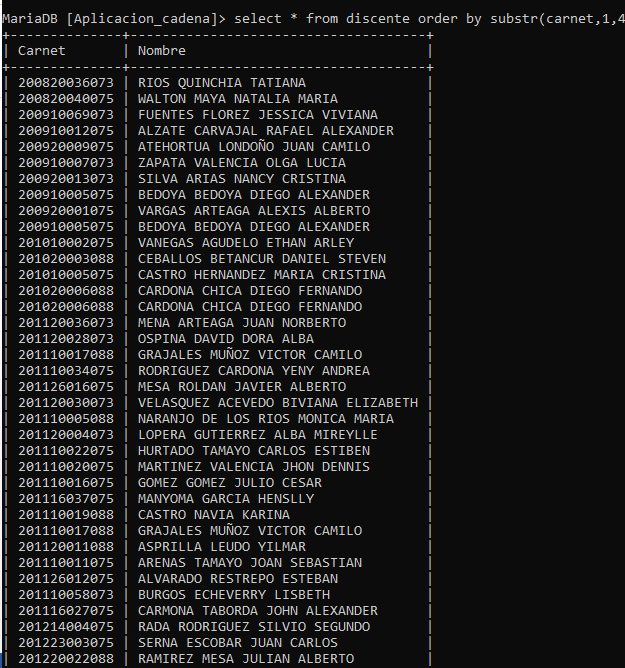 MariaDB [Aplicacion_cadena]> select * from discente order by substr(carnet,1,4
+--------------+----------------------------------+
| Carnet | Nombre |
+--------------+----------------------------------+
| 200820036073 | RIOS QUINCHIA TATIANA |
| 200820040075 | WALTON MAYA NATALIA MARIA |
| 200910069073 | FUENTES FLOREZ JESSICA VIVIANA |
| 200910012075 | ALZATE CARVAJAL RAFAEL ALEXANDER |
| 200920009075 | ATEHORTUA LONDOÑO JUAN CAMILO |
| 200910007073 | ZAPATA VALENCIA OLGA LUCIA |
| 200920013073 | SILVA ARIAS NANCY CRISTINA |
| 200910005075 | BEDOYA BEDOYA DIEGO ALEXANDER |
| 200920001075 | VARGAS ARTEAGA ALEXIS ALBERTO |
| 200910005075 | BEDOYA BEDOYA DIEGO ALEXANDER |
| 201010002075 | VANEGAS AGUDELO ETHAN ARLEY |
| 201020003088 | CEBALLOS BETANCUR DANIEL STEVEN |
| 201010005075 | CASTRO HERNANDEZ MARIA CRISTINA |
| 201020006088 | CARDONA CHICA DIEGO FERNANDO |
| 201020006088 | CARDONA CHICA DIEGO FERNANDO |
| 201120036073 | MENA ARTEAGA JUAN NORBERTO |
| 201120028073 | OSPINA DAVID DORA ALBA |
| 201110017088 | GRAJALES MUÑOZ VICTOR CAMILO |
| 201110034075 | RODRIGUEZ CARDONA YENY ANDREA |
| 201126016075 | MESA ROLDAN JAVIER ALBERTO |
| 201120030073 | VELASQUEZ ACEVEDO BIVIANA ELIZABETH |
| 201110005088 | NARANJO DE LOS RIOS MONICA MARIA |
| 201120004073 | LOPERA GUTIERREZ ALBA MIREYLLE |
| 201110022075 | HURTADO TAMAYO CARLOS ESTIBEN |
| 201110020075 | MARTINEZ VALENCIA JHON DENNIS |
| 201110016075 | GOMEZ GOMEZ JULIO CESAR |
| 201116037075 | MANYOMA GARCIA HENSLLY |
| 201110019088 | CASTRO NAVIA KARINA |
| 201110017088 | GRAJALES MUÑOZ VICTOR CAMILO |
| 201120011088 | ASPRILLA LEUDO YILMAR |
| 201110011075 | ARENAS TAMAYO JOAN SEBASTIAN |
| 201126012075 | ALVARADO RESTREPO ESTEBAN |
| 201110058073 | BURGOS ECHEVERRY LISBETH |
| 201116027075 | CARMONA TABORDA JOHN ALEXANDER |
| 201214004075 | RADA RODRIGUEZ SILVIO SEGUNDO |
| 201223003075 | SERNA ESCOBAR JUAN CARLOS |
| 201220022088 | RAMIREZ MESA JULIAN ALBERTO |